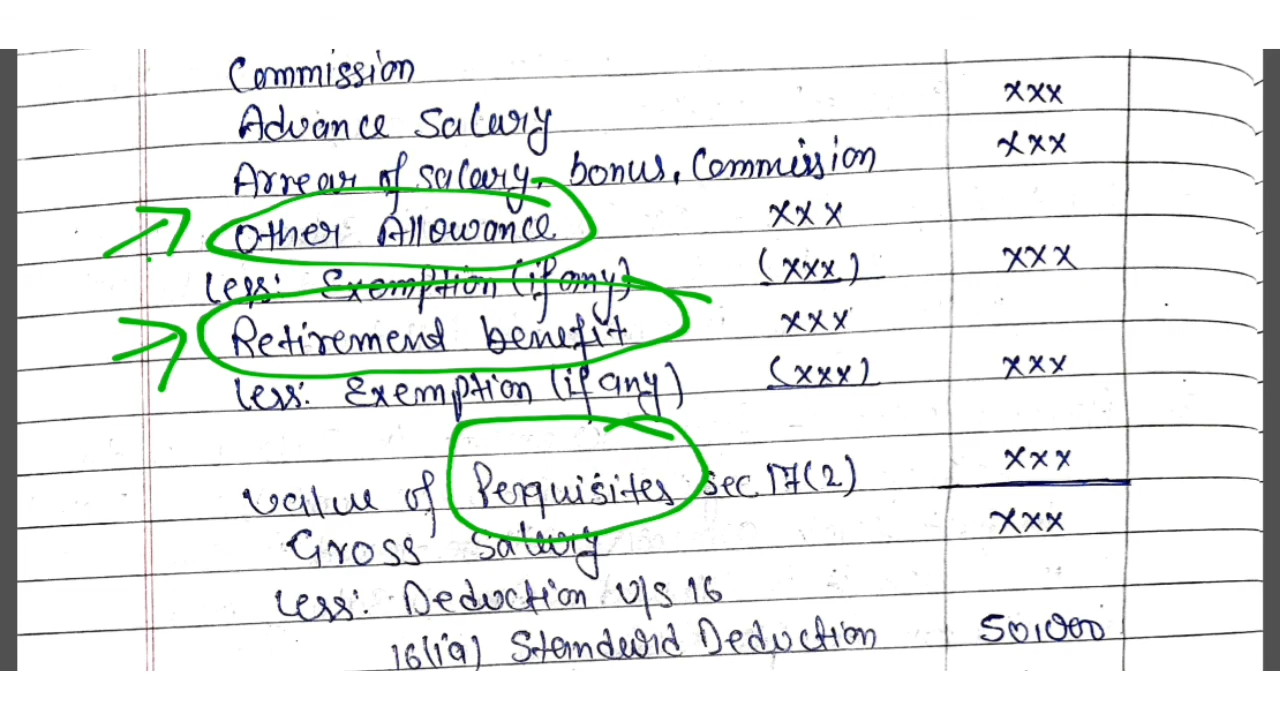 Commission
Advance Salary xxx
Arrear of salary, bonus, Commission xxx
Other Allowance xxx
less: Exemption (if any) (xxx) xxx
Retiremend benefit xxx
less: Exemption (if any) (xxx) xxx
value of Perquisites sec 17(2) xxx
Gross Salary xxx
less: Deduction u/s 16
16(ia) Standard Deduction 50,000